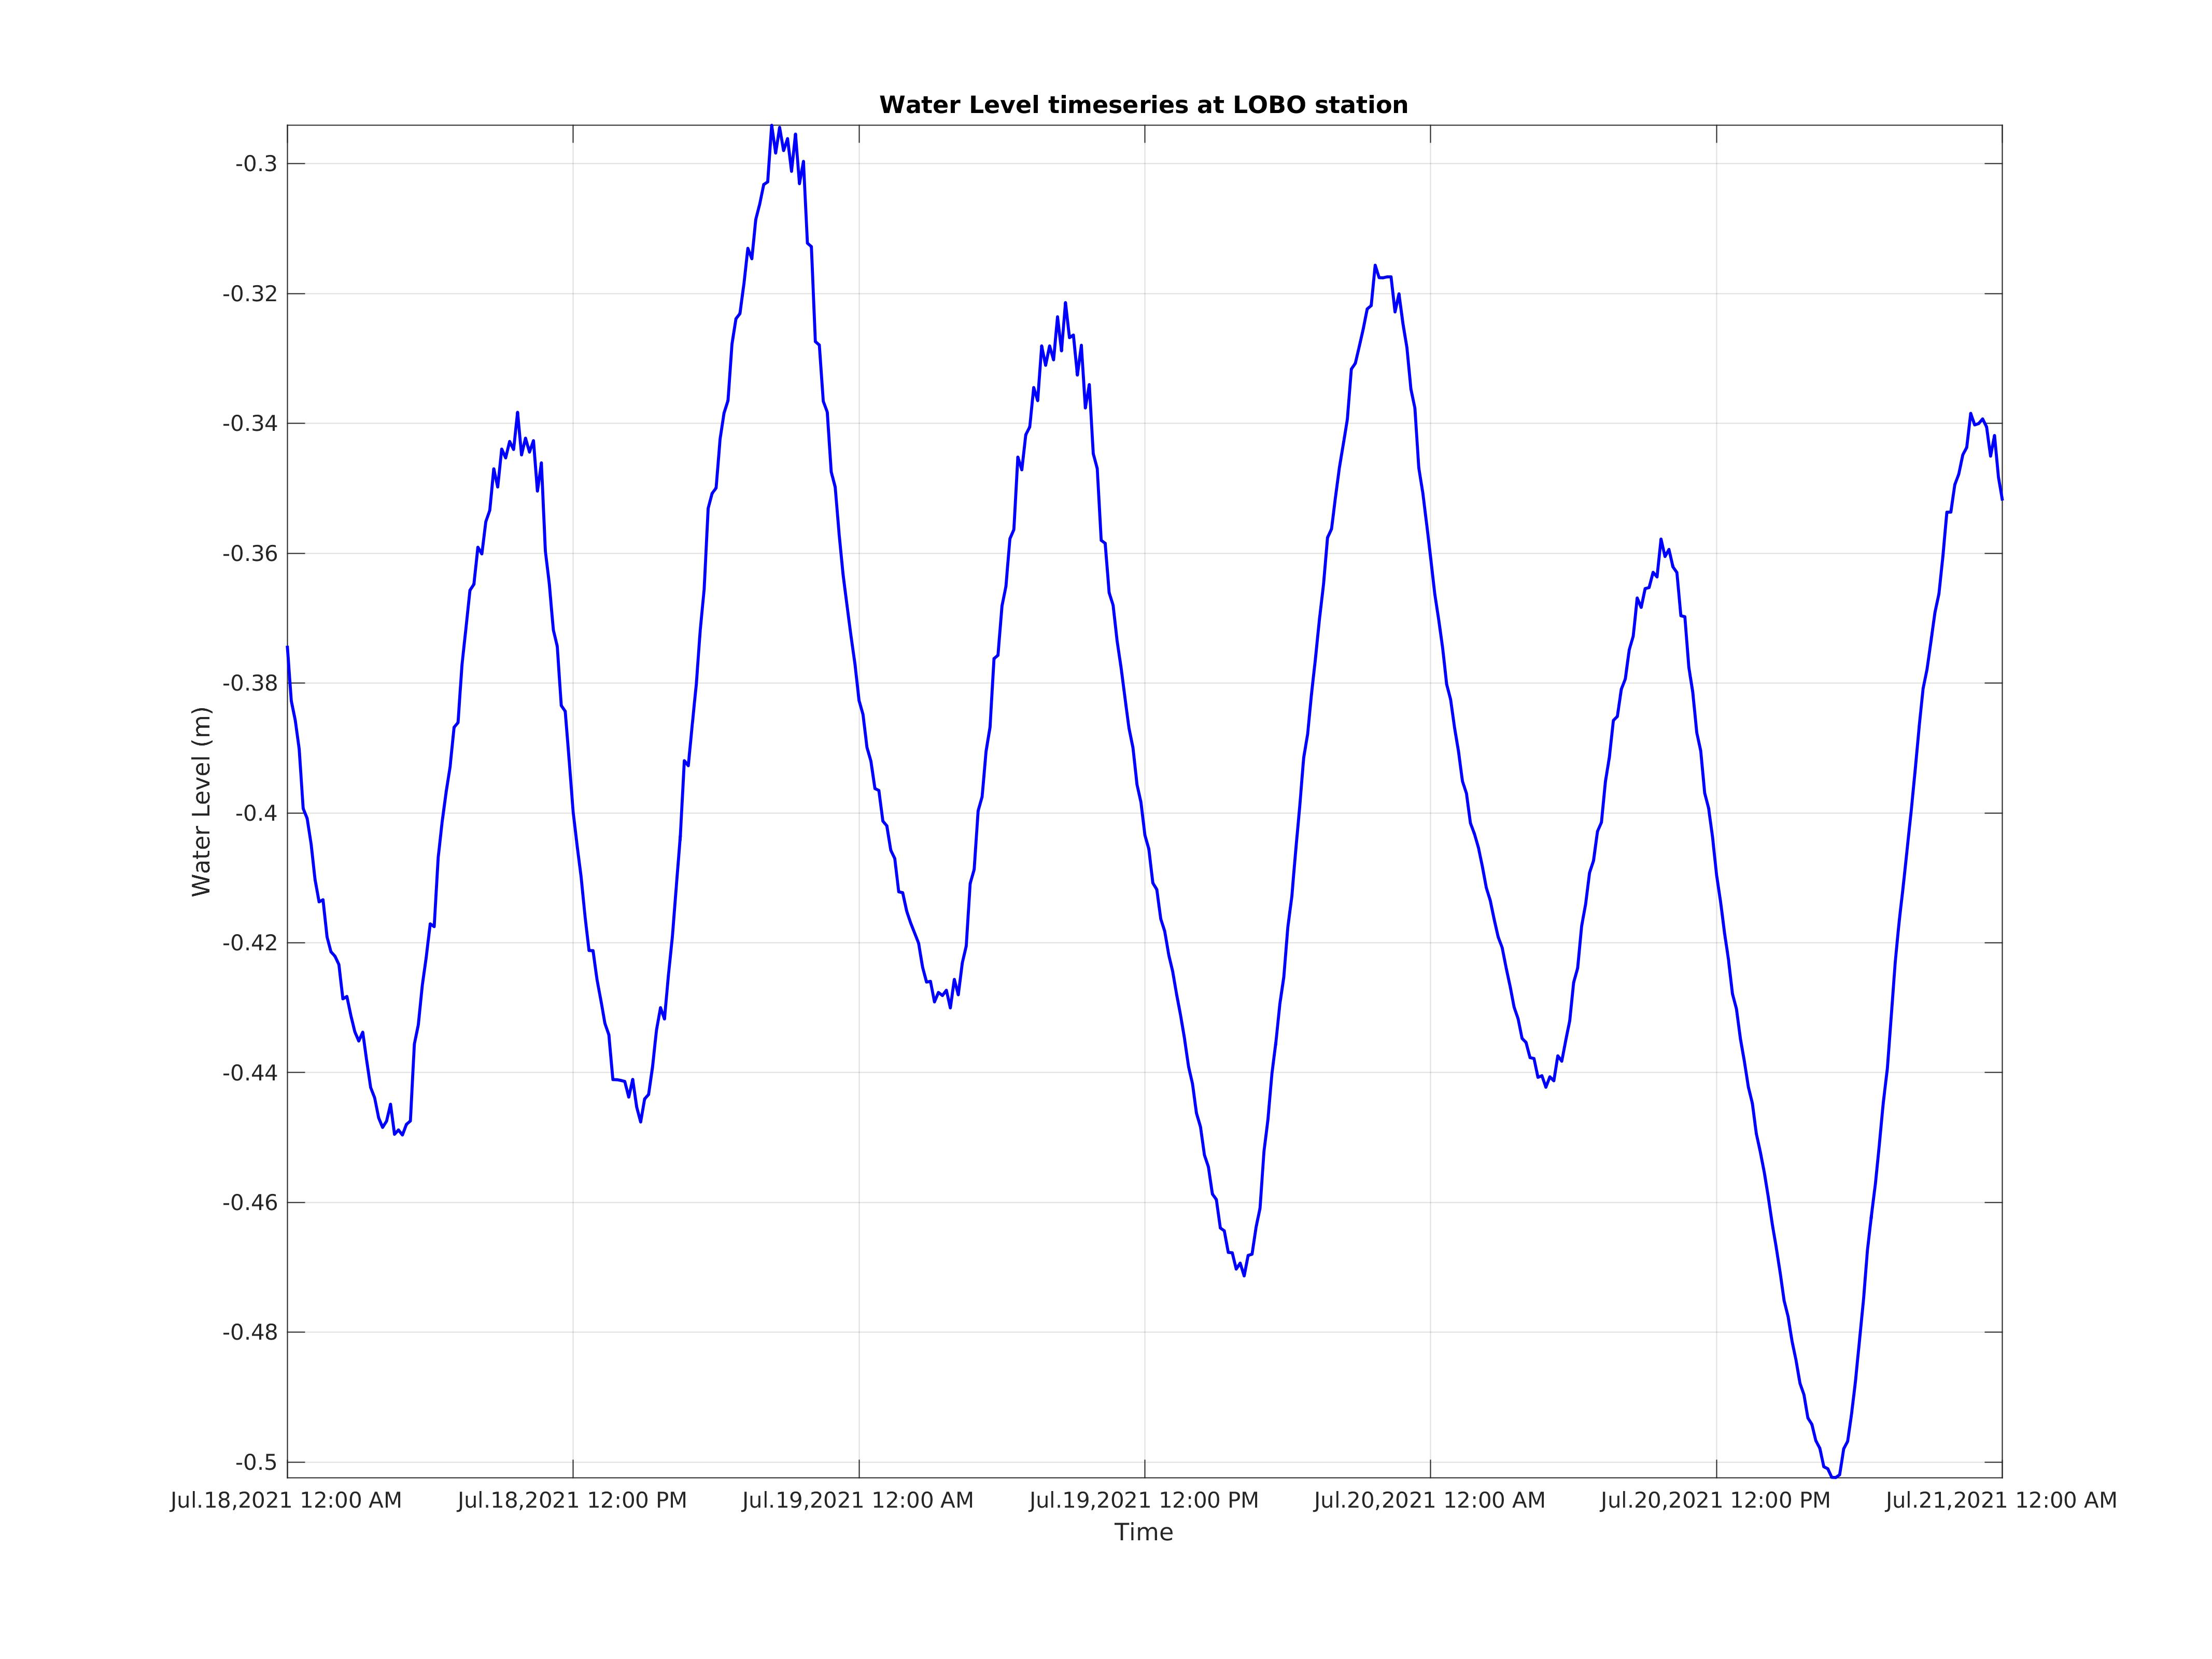 Water Level timeseries at LOBO station
-0.3
-0.32
-0.34
-0.36
-0.38
-0.4
-0.42
-0.44
-0.46
-0.48
-0.5
Water Level (m)
Jul.18,2021 12:00 AM
Jul.18,2021 12:00 PM
Jul.19,2021 12:00 AM
Jul.19,2021 12:00 PM
Jul.20,2021 12:00 AM
Jul.20,2021 12:00 PM
Jul.21,2021 12:00 AM
Time